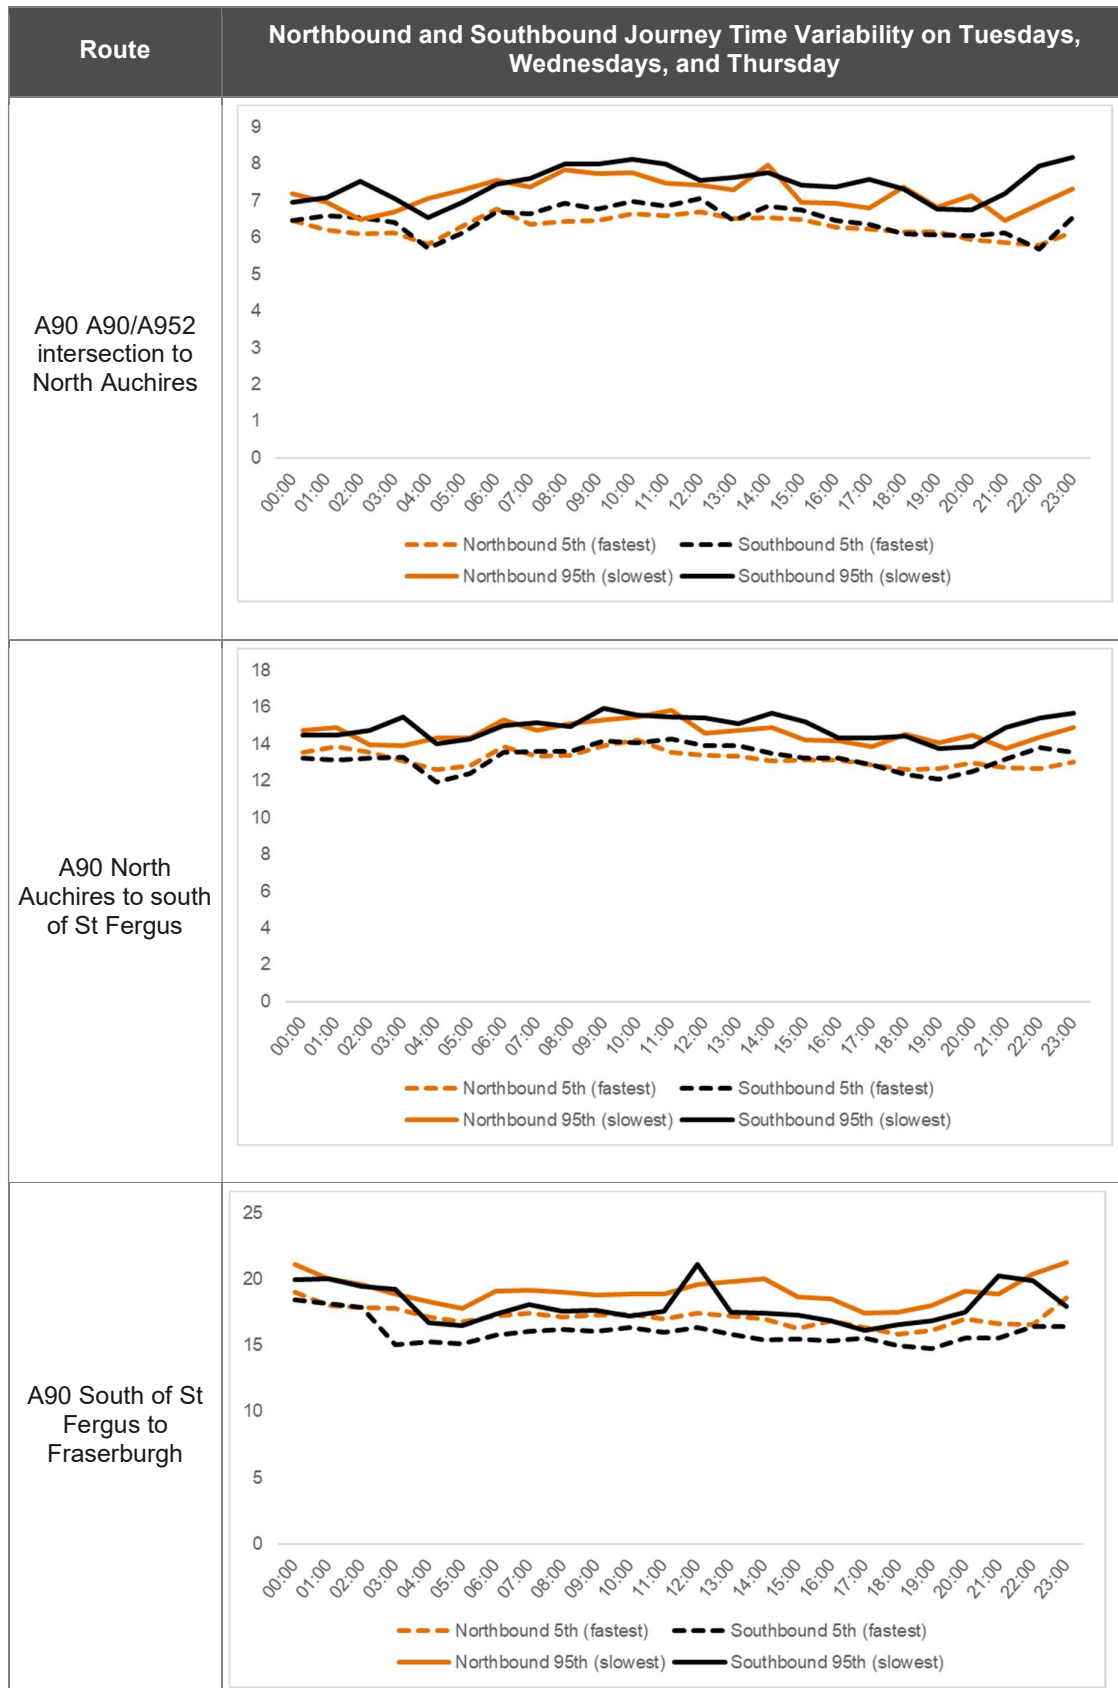 Route
Northbound and Southbound Journey Time Variability on Tuesdays,
Wednesdays, and Thursday
A90 A90/A952
intersection to
North Auchires
9
8
7
6
5
4
3
2
1
0
00:00 01:00 02:00 03:00 04:00 05:00 06:00 07:00 08:00 09:00 10:00 11:00 12:00 13:00 14:00 15:00 16:00 17:00 18:00 19:00 20:00 21:00 22:00 23:00
Northbound 5th (fastest) Southbound 5th (fastest)
Northbound 95th (slowest) Southbound 95th (slowest)
A90 North
Auchires to south
of St Fergus
18
16
14
12
10
8
6
4
2
0
00:00 01:00 02:00 03:00 04:00 05:00 06:00 07:00 08:00 09:00 10:00 11:00 12:00 13:00 14:00 15:00 16:00 17:00 18:00 19:00 20:00 21:00 22:00 23:00
Northbound 5th (fastest) Southbound 5th (fastest)
Northbound 95th (slowest) Southbound 95th (slowest)
A90 South of St
Fergus to
Fraserburgh
25
20
15
10
5
0
00:00 01:00 02:00 03:00 04:00 05:00 06:00 07:00 08:00 09:00 10:00 11:00 12:00 13:00 14:00 15:00 16:00 17:00 18:00 19:00 20:00 21:00 22:00 23:00
Northbound 5th (fastest) Southbound 5th (fastest)
Northbound 95th (slowest) Southbound 95th (slowest)